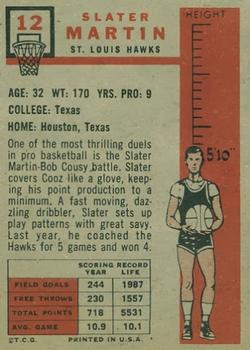 12
SLATER
MARTIN
ST. LOUIS HAWKS
HEIGHT
5'10"
AGE: 32 WT: 170 YRS. PRO: 9
COLLEGE: Texas
HOME: Houston, Texas
One of the most thrilling duels
in pro basketball is the Slater
Martin-Bob Cousy battle. Slater
covers Cooz like a glove, keep-
ing his point production to a
minimum. A fast moving, daz-
zling dribbler, Slater sets up
play patterns with great savy.
Last year, he coached the
Hawks for 5 games and won 4.
SCORING RECORD
YEAR LIFE
FIELD GOALS 244 1987
FREE THROWS 230 1557
TOTAL POINTS 718 5531
AVG. GAME 10.9 10.1
©T.C.G. PRINTED IN U.S.A.